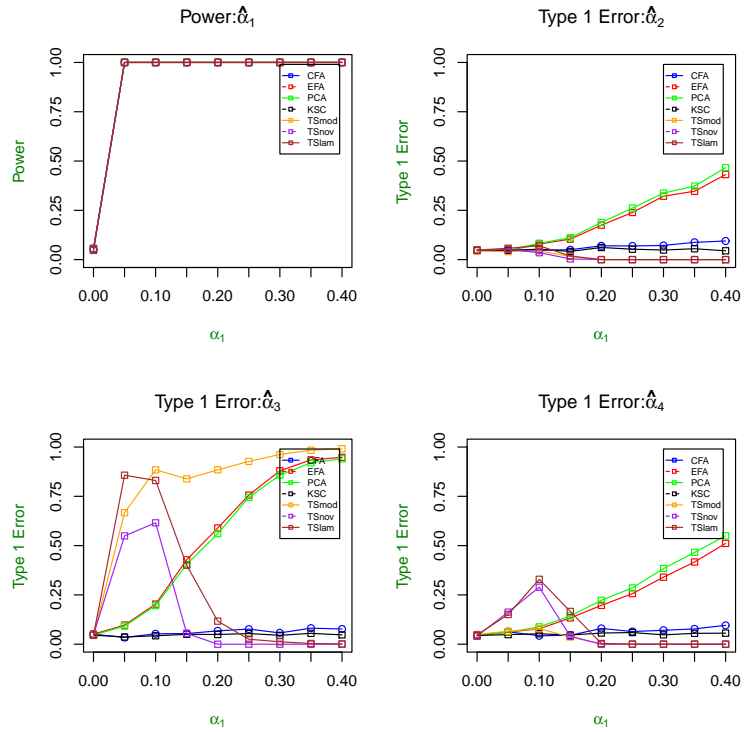 Power:α̂₁
Power
1.00
0.75
0.50
0.25
0.00
CFA
EFA
PCA
KSC
TSmod
TSnov
TSlam
0.00 0.10 0.20 0.30 0.40
α₁
Type 1 Error:α̂₂
Type 1 Error
1.00
0.75
0.50
0.25
0.00
CFA
EFA
PCA
KSC
TSmod
TSnov
TSlam
0.00 0.10 0.20 0.30 0.40
α₁
Type 1 Error:α̂₃
Type 1 Error
1.00
0.75
0.50
0.25
0.00
CFA
EFA
PCA
KSC
TSmod
TSnov
TSlam
0.00 0.10 0.20 0.30 0.40
α₁
Type 1 Error:α̂₄
Type 1 Error
1.00
0.75
0.50
0.25
0.00
CFA
EFA
PCA
KSC
TSmod
TSnov
TSlam
0.00 0.10 0.20 0.30 0.40
α₁